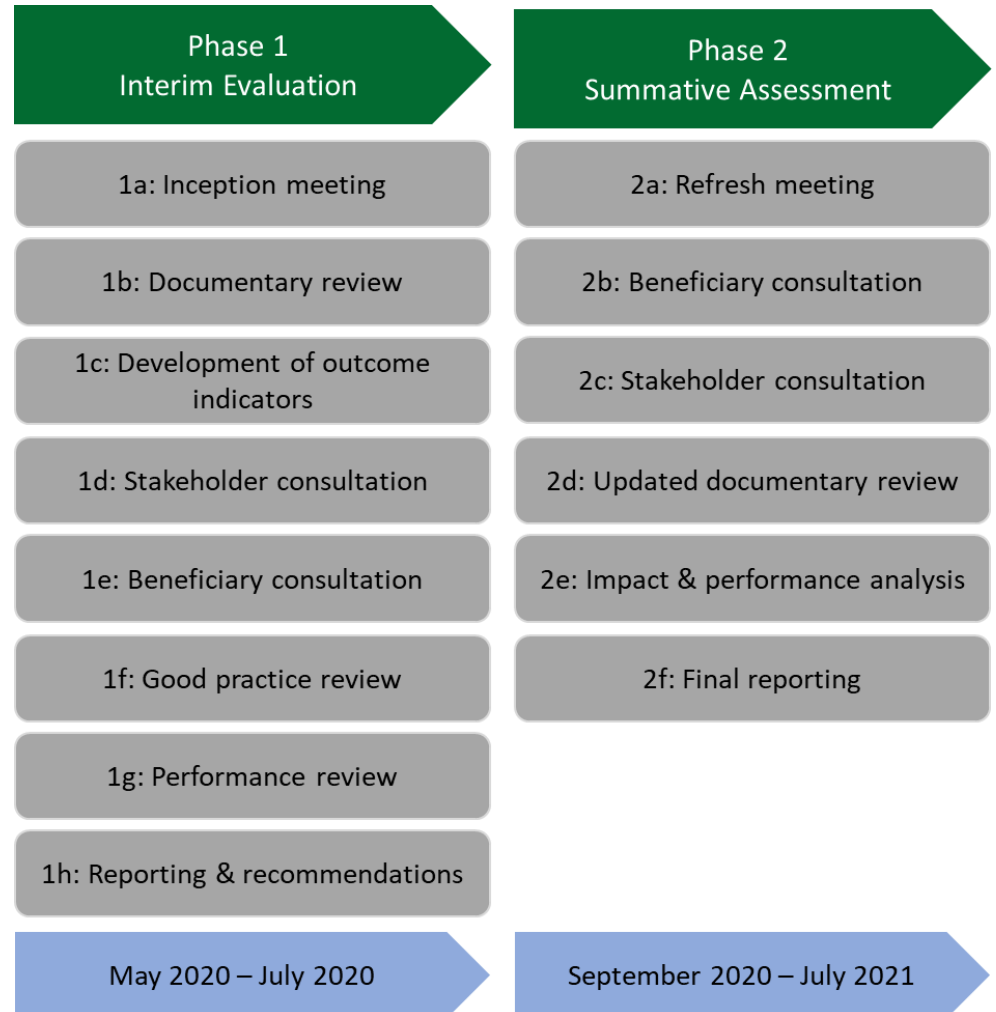 Phase 1
Interim Evaluation
1a: Inception meeting
1b: Documentary review
1c: Development of outcome
indicators
1d: Stakeholder consultation
1e: Beneficiary consultation
1f: Good practice review
1g: Performance review
1h: Reporting & recommendations
May 2020 – July 2020
Phase 2
Summative Assessment
2a: Refresh meeting
2b: Beneficiary consultation
2c: Stakeholder consultation
2d: Updated documentary review
2e: Impact & performance analysis
2f: Final reporting
September 2020 – July 2021